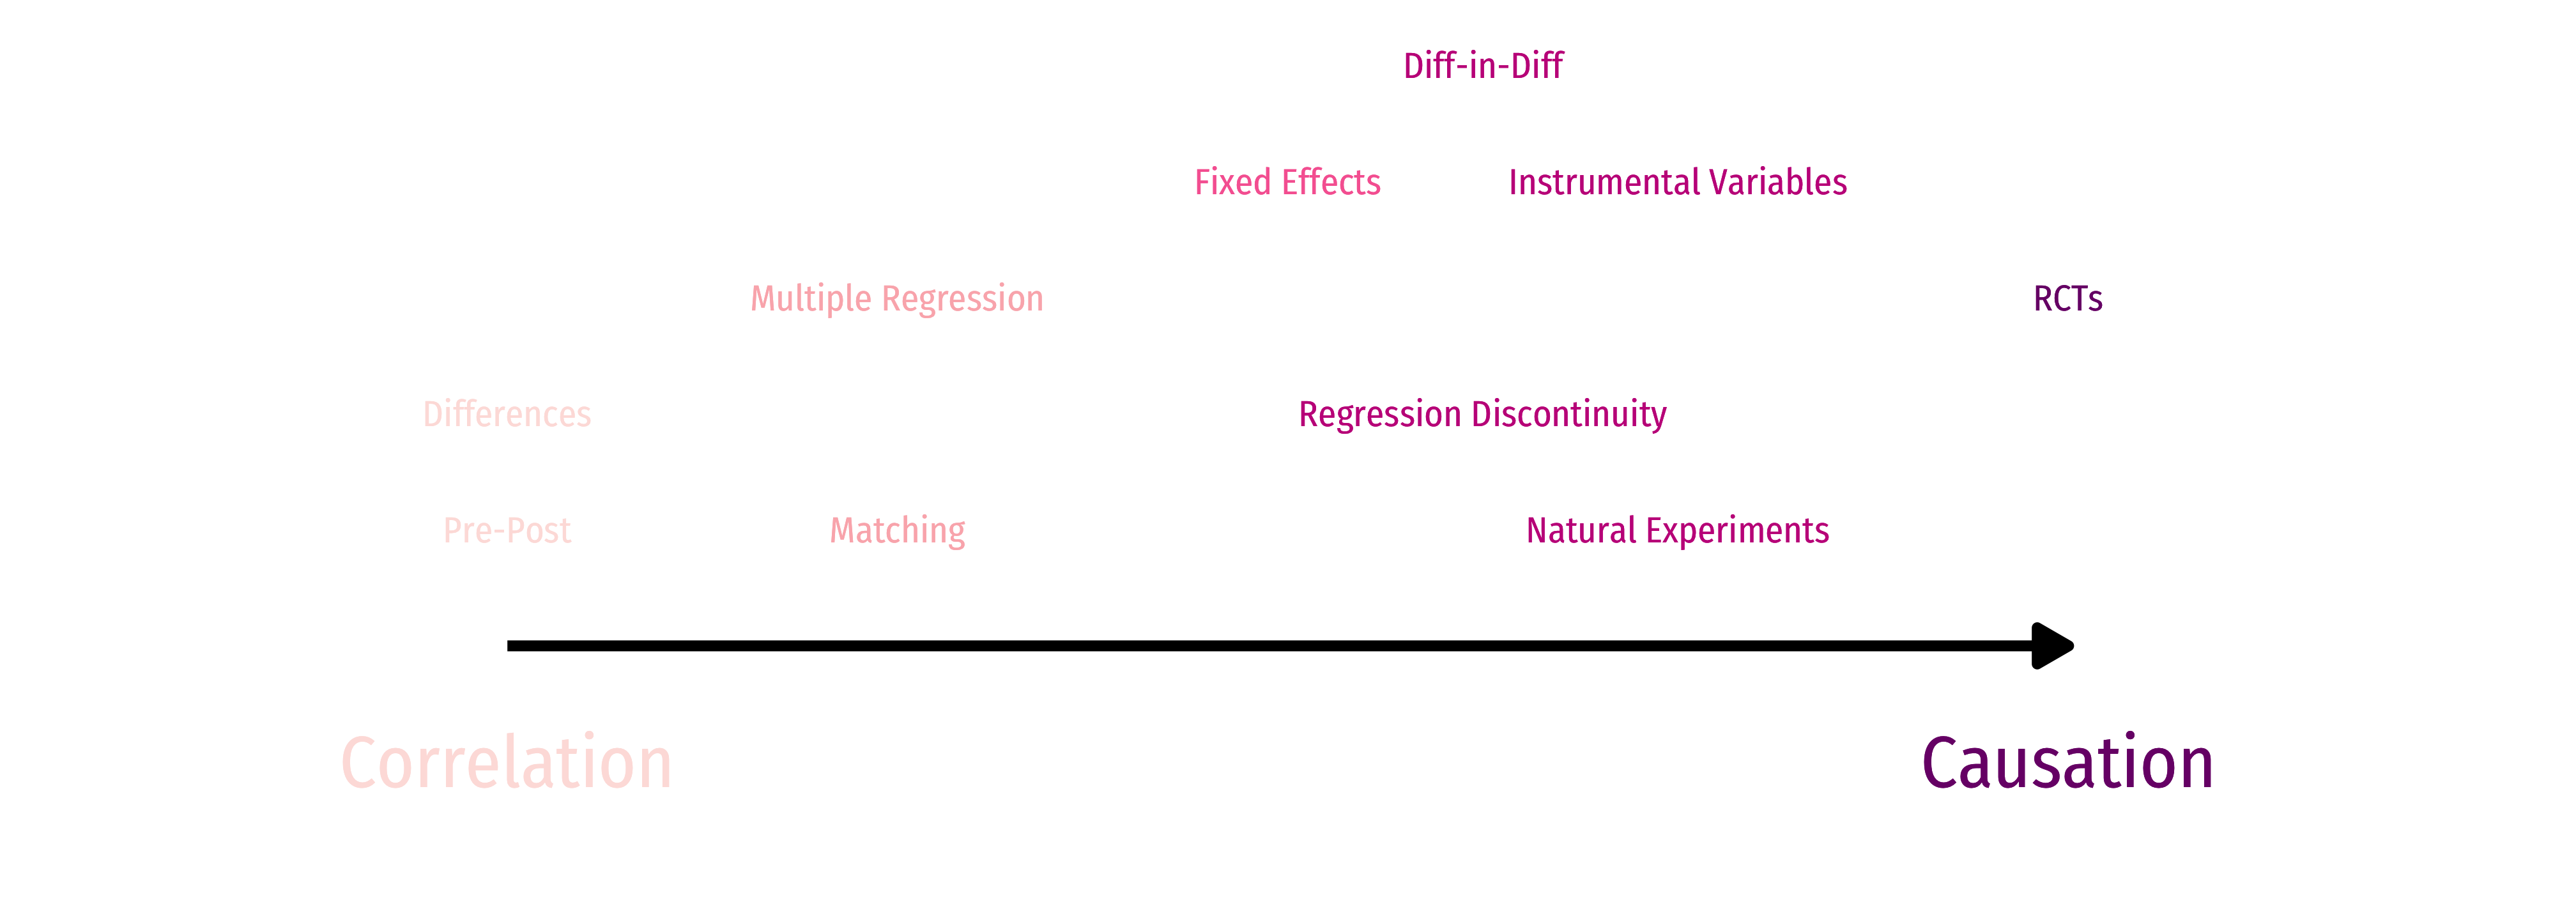 Diff-in-Diff
Fixed Effects Instrumental Variables
Multiple Regression RCTs
Differences Regression Discontinuity
Pre-Post Matching Natural Experiments
Correlation Causation